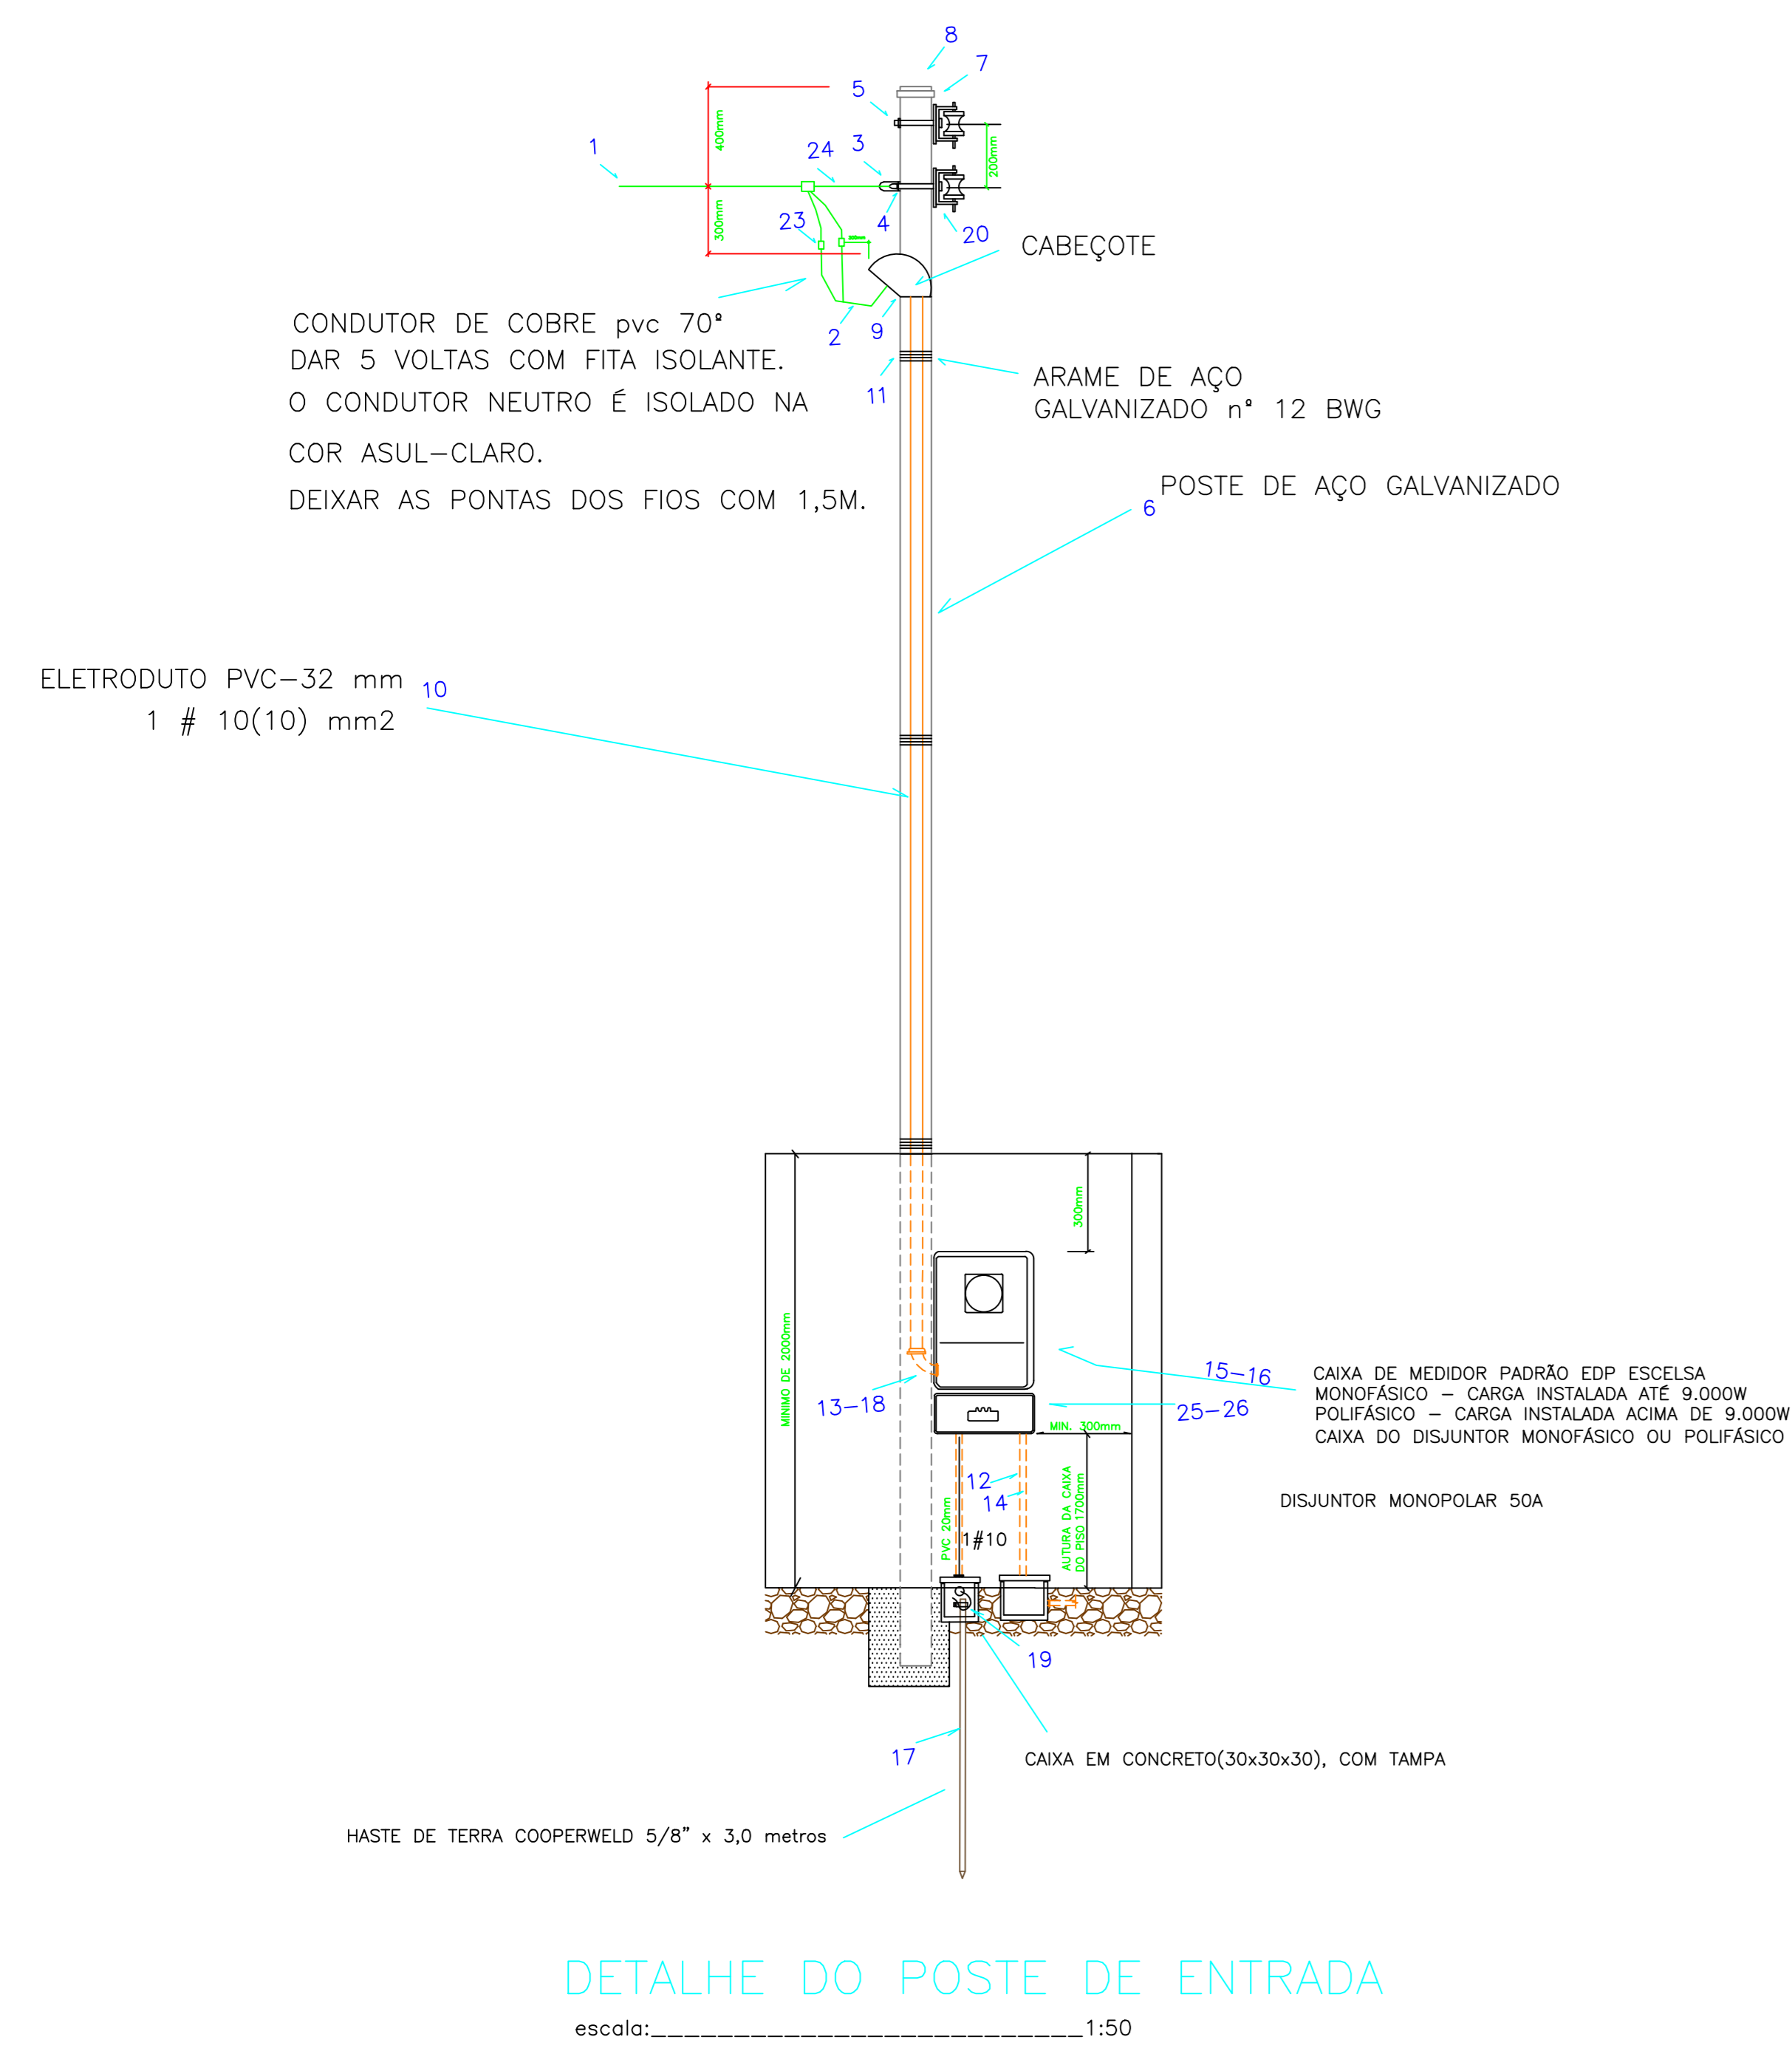 8
7
5
400mm
1
24
3
200mm
300mm
23
4
20
300mm
CABEÇOTE
CONDUTOR DE COBRE pvc 70º
DAR 5 VOLTAS COM FITA ISOLANTE.
O CONDUTOR NEUTRO É ISOLADO NA
COR ASUL-CLARO.
DEIXAR AS PONTAS DOS FIOS COM 1,5M.
2
9
11
ARAME DE AÇO
GALVANIZADO nº 12 BWG
POSTE DE AÇO GALVANIZADO
6
ELETRODUTO PVC-32 mm
1 # 10(10) mm2
10
300mm
MINIMO DE 2000mm
13-18
15-16
25-26
CAIXA DE MEDIDOR PADRÃO EDP ESCELSA
MONOFÁSICO - CARGA INSTALADA ATÉ 9.000W
POLIFÁSICO - CARGA INSTALADA ACIMA DE 9.000W
CAIXA DO DISJUNTOR MONOFÁSICO OU POLIFÁSICO
MIN. 300mm
12
14
DISJUNTOR MONOPOLAR 50A
PVC 20mm
1#10
AUTURA DA CAIXA
DO PISO 1700mm
19
17
CAIXA EM CONCRETO(30x30x30), COM TAMPA
HASTE DE TERRA COOPERWELD 5/8” x 3,0 metros
DETALHE DO POSTE DE ENTRADA
escala:__________________________1:50